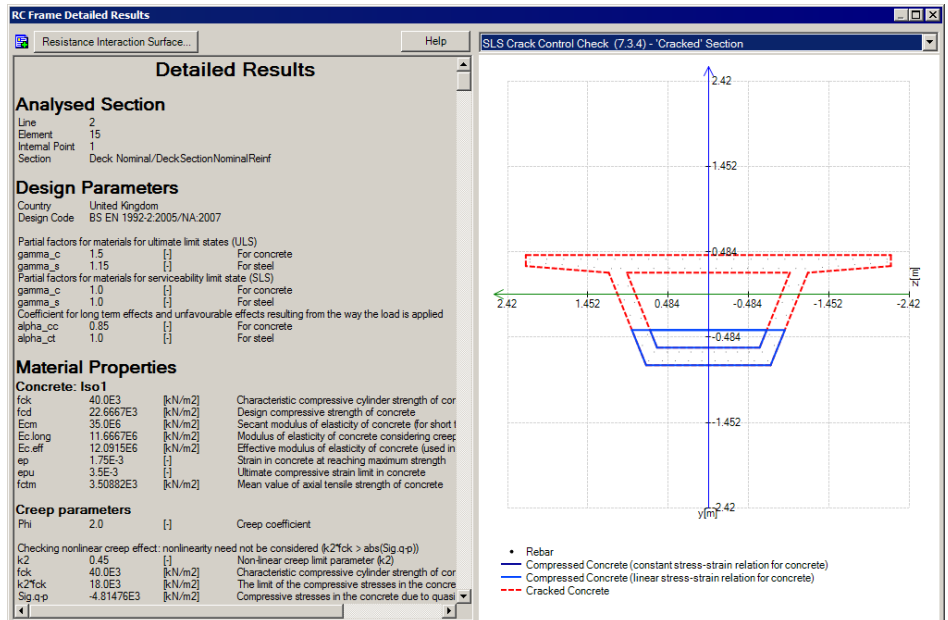 RC Frame Detailed Results
Resistance Interaction Surface...
Help
Detailed Results
Analysed Section
Line 2
Element 15
Internal Point 1
Section Deck Nominal/DeckSectionNominalReinf
Design Parameters
Country United Kingdom
Design Code BS EN 1992-2:2005/NA:2007
Partial factors for materials for ultimate limit states (ULS)
gamma_c 1.5 [-] For concrete
gamma_s 1.15 [-] For steel
Partial factors for materials for serviceability limit state (SLS)
gamma_c 1.0 [-] For concrete
gamma_s 1.0 [-] For steel
Coefficient for long term effects and unfavourable effects resulting from the way the load is applied
alpha_cc 0.85 [-] For concrete
alpha_ct 1.0 [-] For concrete
Material Properties
Concrete: Iso1
fck 40.0E3 [kN/m2] Characteristic compressive cylinder strength of cor
fcd 22.6667E3 [kN/m2] Design compressive strength of concrete
Ecm 35.0E6 [kN/m2] Secant modulus of elasticity of concrete (for short t
Ec.long 11.6667E6 [kN/m2] Modulus of elasticity of concrete considering creep
Ec.eff 12.0915E6 [kN/m2] Effective modulus of elasticity of concrete (used in
ep 1.75E-3 [-] Strain in concrete at reaching maximum strength
epu 3.5E-3 [-] Ultimate compressive strain limit in concrete
fctm 3.50882E3 [kN/m2] Mean value of axial tensile strength of concrete
Creep parameters
Phi 2.0 [-] Creep coefficient
Checking nonlinear creep effect: nonlinearity need not be considered (k2*fck > abs(Sig.q-p))
k2 0.45 [-] Non-linear creep limit parameter (k2)
fck 40.0E3 [kN/m2] Characteristic compressive cylinder strength of cor
k2*fck 18.0E3 [kN/m2] The limit of the compressive stresses in the concre
Sig.q-p -4.81476E3 [kN/m2] Compressive stresses in the concrete due to quasi
SLS Crack Control Check (7.3.4) - 'Cracked' Section
2.42
1.452
0.484
2.42 1.452 0.484 -0.484 -1.452 -2.42
z[m]
-0.484
-1.452
-2.42
y[m]
Rebar
Compressed Concrete (constant stress-strain relation for concrete)
Compressed Concrete (linear stress-strain relation for concrete)
Cracked Concrete